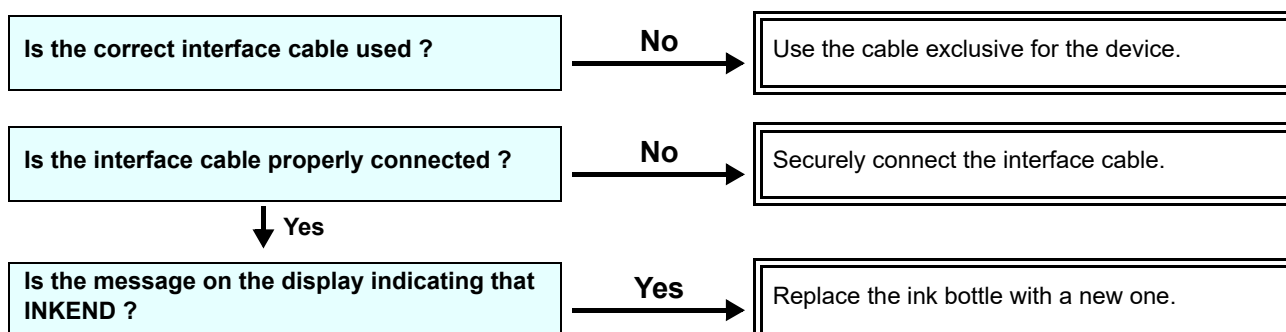 Is the correct interface cable used ?
No
Use the cable exclusive for the device.
Is the interface cable properly connected ?
No
Securely connect the interface cable.
Yes
Is the message on the display indicating that
INKEND ?
Yes
Replace the ink bottle with a new one.